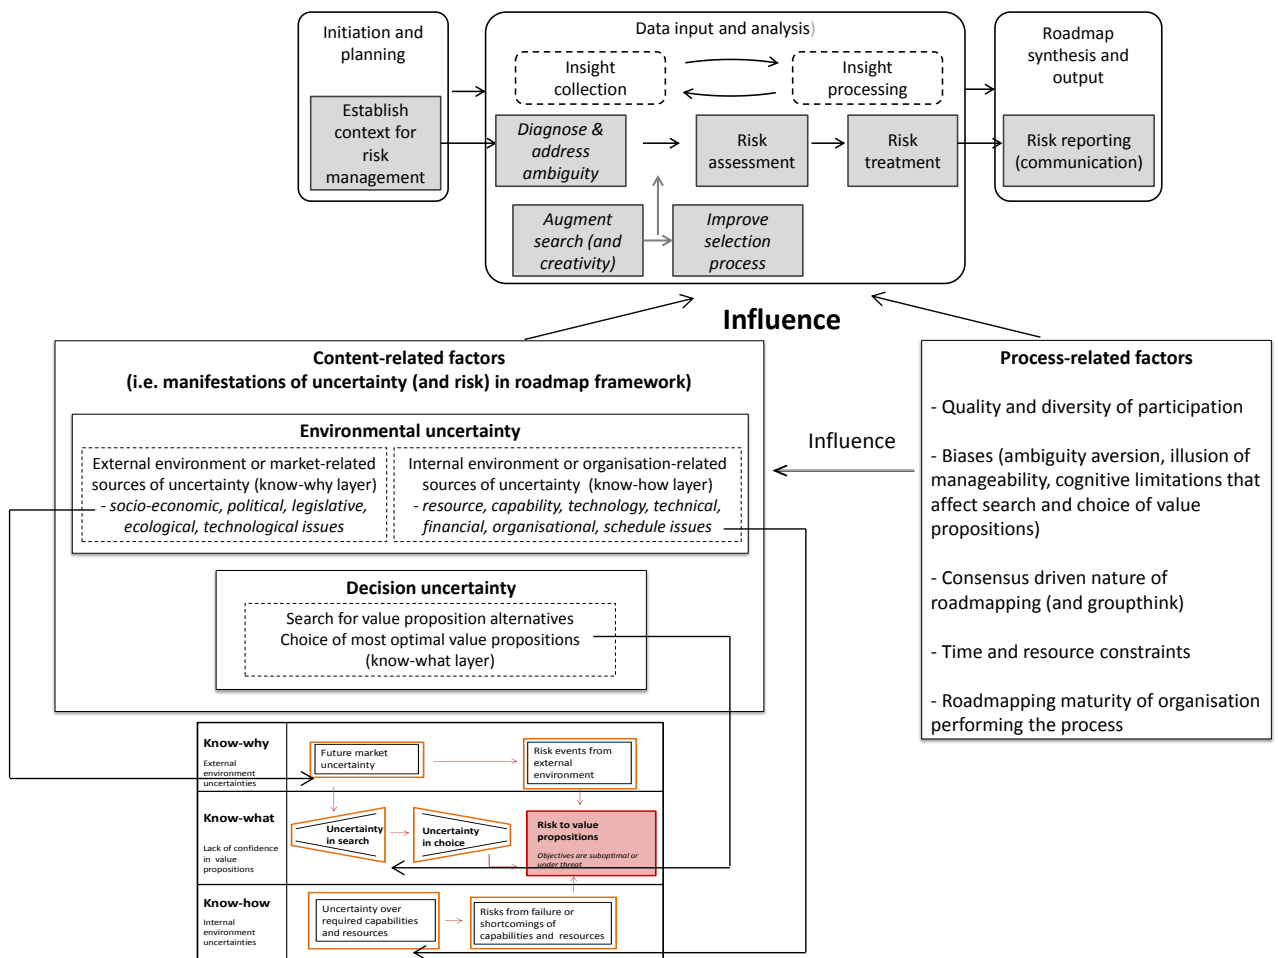 Initiation and
planning
Establish
context for
risk
management
Data input and analysis)
Insight
collection
Insight
processing
Diagnose &
address
ambiguity
Risk
assessment
Risk
treatment
Augment
search (and
creativity)
Improve
selection
process
Roadmap
synthesis and
output
Risk reporting
(communication)
Influence
Content-related factors
(i.e. manifestations of uncertainty (and risk) in roadmap framework)
Environmental uncertainty
External environment or market-related
sources of uncertainty (know-why layer)
- socio-economic, political, legislative,
ecological, technological issues
Internal environment or organisation-related
sources of uncertainty (know-how layer)
- resource, capability, technology, technical,
financial, organisational, schedule issues
Decision uncertainty
Search for value proposition alternatives
Choice of most optimal value propositions
(know-what layer)
Influence
Process-related factors
- Quality and diversity of participation
- Biases (ambiguity aversion, illusion of
manageability, cognitive limitations that
affect search and choice of value
propositions)
- Consensus driven nature of
roadmapping (and groupthink)
- Time and resource constraints
- Roadmapping maturity of organisation
performing the process
Know-why
External
environment
uncertainties
Future market
uncertainty
Risk events from
external
environment
Know-what
Lack of confidence
in value
propositions
Uncertainty
in search
Uncertainty
in choice
Risk to value
propositions
Objectives are suboptimal or
under threat
Know-how
Internal
environment
uncertainties
Uncertainty over
required capabilities
and resources
Risks from failure or
shortcomings of
capabilities and resources